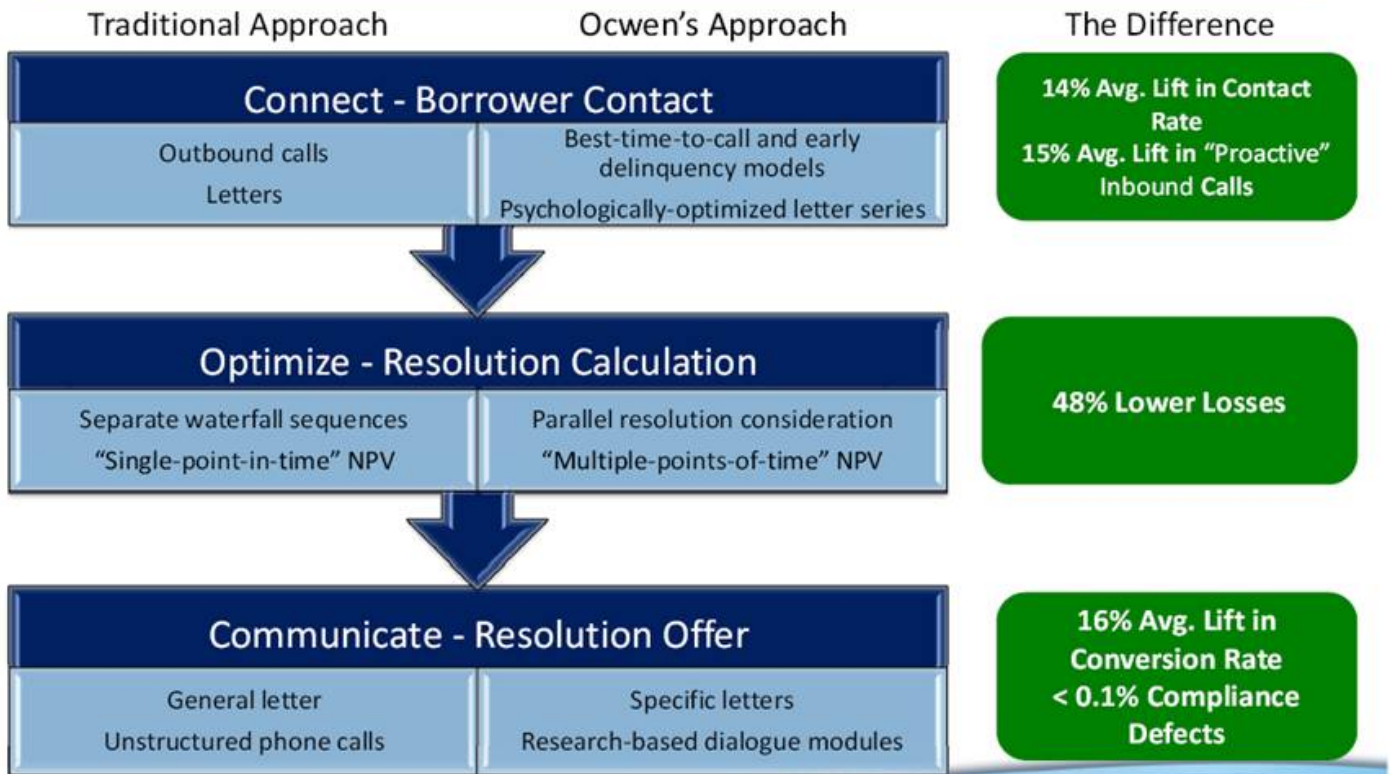 Traditional Approach
Ocwen's Approach
The Difference
Connect - Borrower Contact
Outbound calls
Letters
Best-time-to-call and early
delinquency models
Psychologically-optimized letter series
14% Avg. Lift in Contact
Rate
15% Avg. Lift in “Proactive”
Inbound Calls
Optimize - Resolution Calculation
Separate waterfall sequences
“Single-point-in-time” NPV
Parallel resolution consideration
“Multiple-points-of-time” NPV
48% Lower Losses
Communicate - Resolution Offer
General letter
Unstructured phone calls
Specific letters
Research-based dialogue modules
16% Avg. Lift in
Conversion Rate
< 0.1% Compliance
Defects